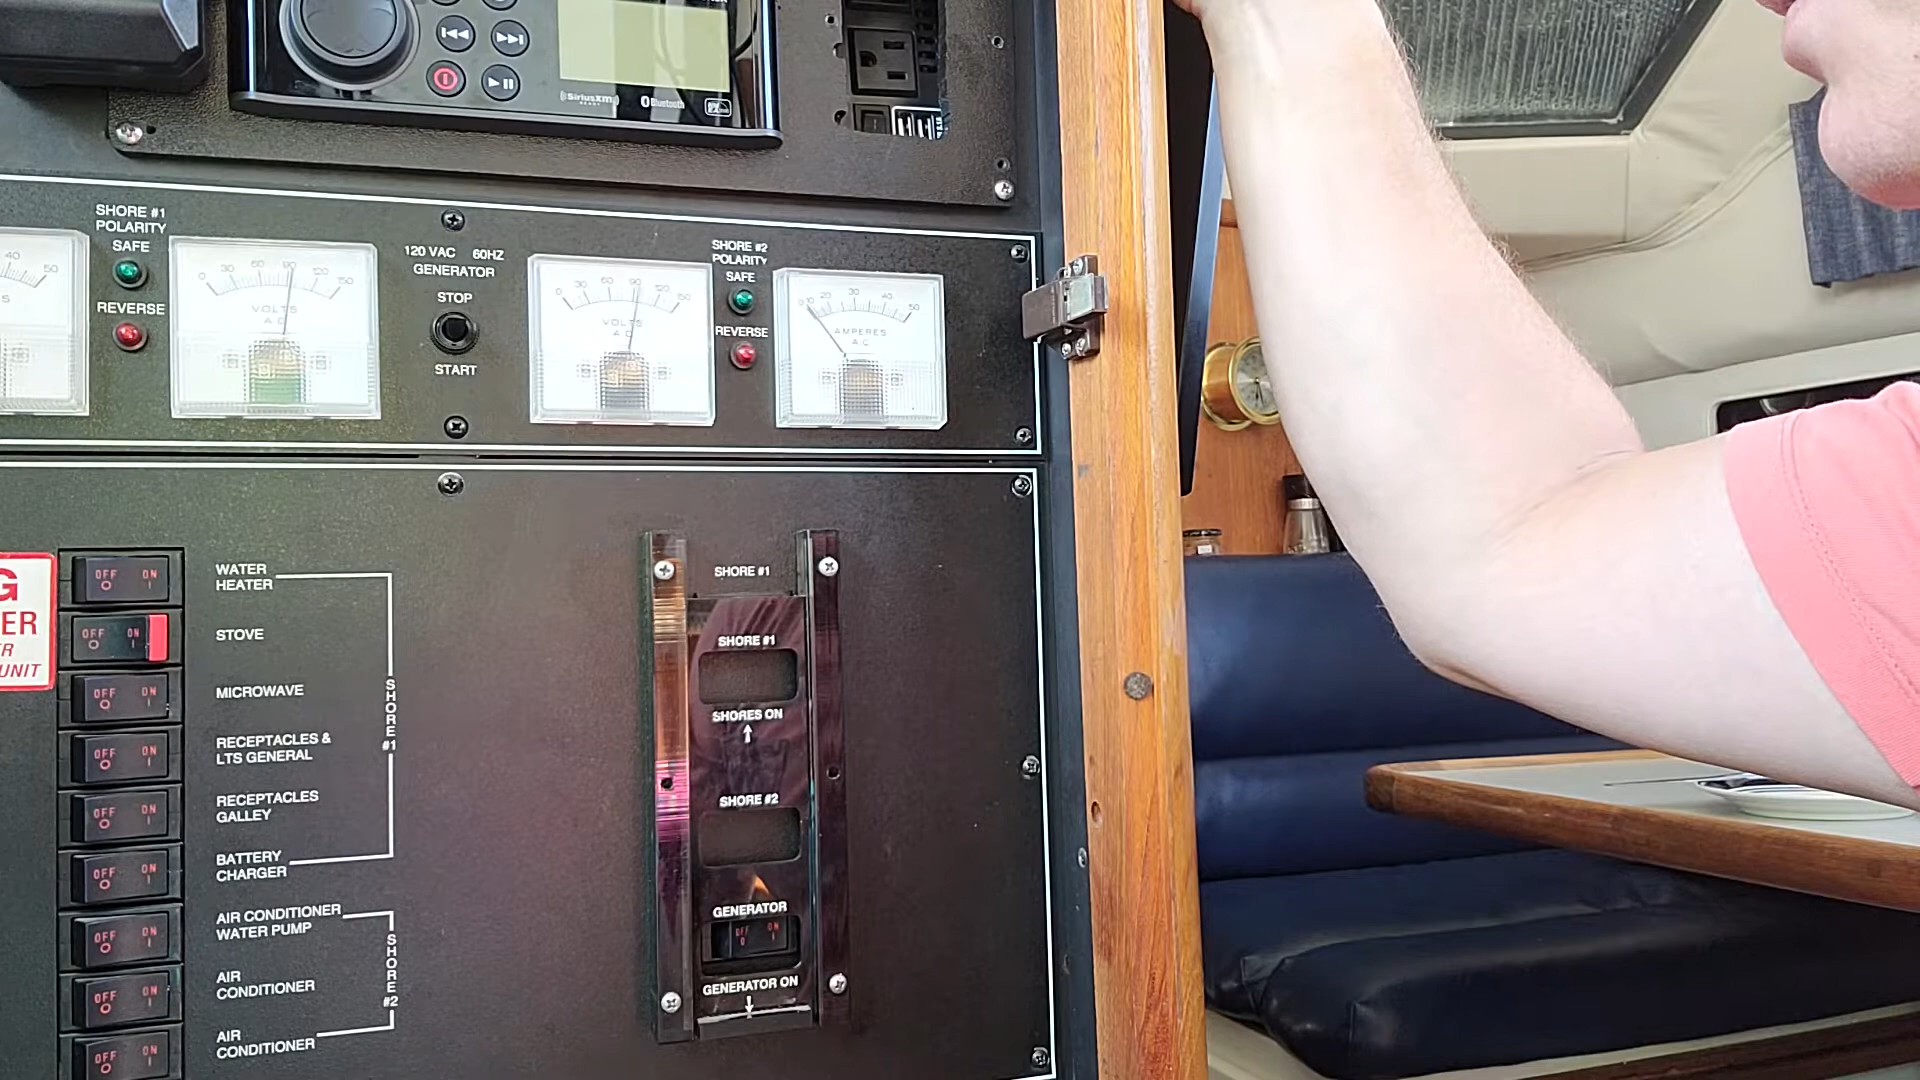 SiriusXM
READY
Bluetooth
SHORE #1
POLARITY
SAFE
REVERSE
40
50
0 30 60 90 120 150
VOLTS
A.C.
120 VAC 60HZ
GENERATOR
STOP
START
0 30 60 90 120 150
VOLTS
A.C.
SHORE #2
POLARITY
SAFE
REVERSE
0 10 20 30 40 50
AMPERES
A.C.
G
ER
R
UNIT
OFF ON
WATER
HEATER
OFF ON
STOVE
OFF ON
MICROWAVE
OFF ON
RECEPTACLES &
LTS GENERAL
OFF ON
RECEPTACLES
GALLEY
OFF ON
BATTERY
CHARGER
SHORE #1
OFF ON
AIR CONDITIONER
WATER PUMP
OFF ON
AIR
CONDITIONER
OFF ON
AIR
CONDITIONER
SHORE #2
SHORE #1
SHORE #1
SHORES ON
SHORE #2
GENERATOR
OFF ON
GENERATOR ON